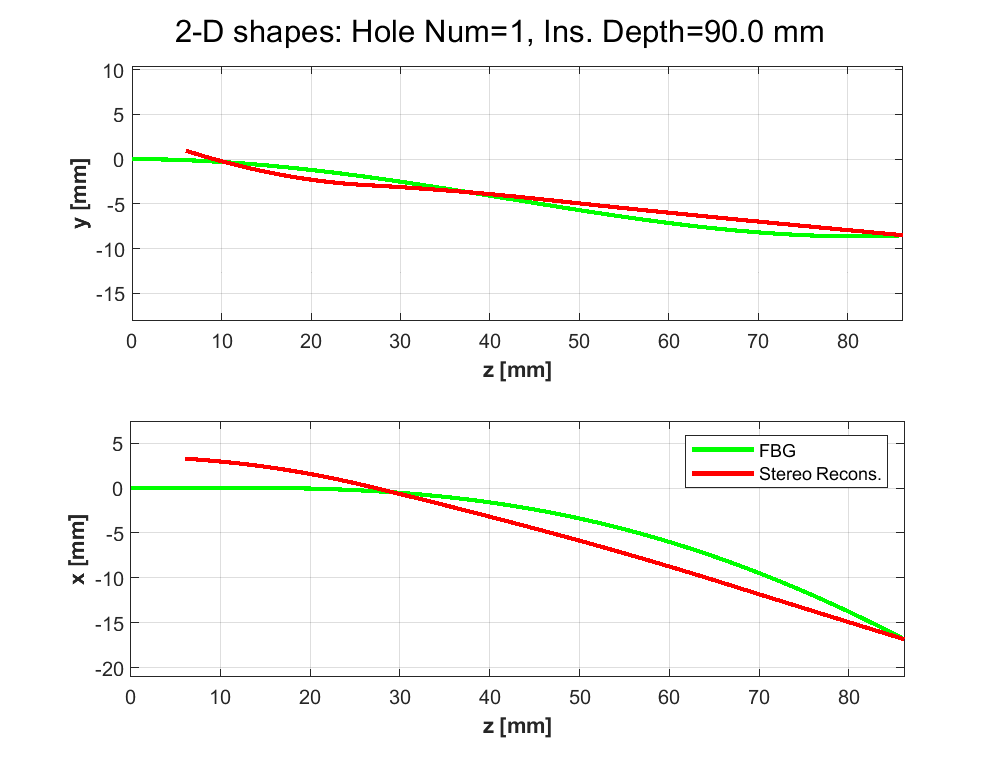 2-D shapes: Hole Num=1, Ins. Depth=90.0 mm
10
5
0
-5
-10
-15
y [mm]
0 10 20 30 40 50 60 70 80
z [mm]
5
0
-5
-10
-15
-20
x [mm]
FBG
Stereo Recons.
0 10 20 30 40 50 60 70 80
z [mm]